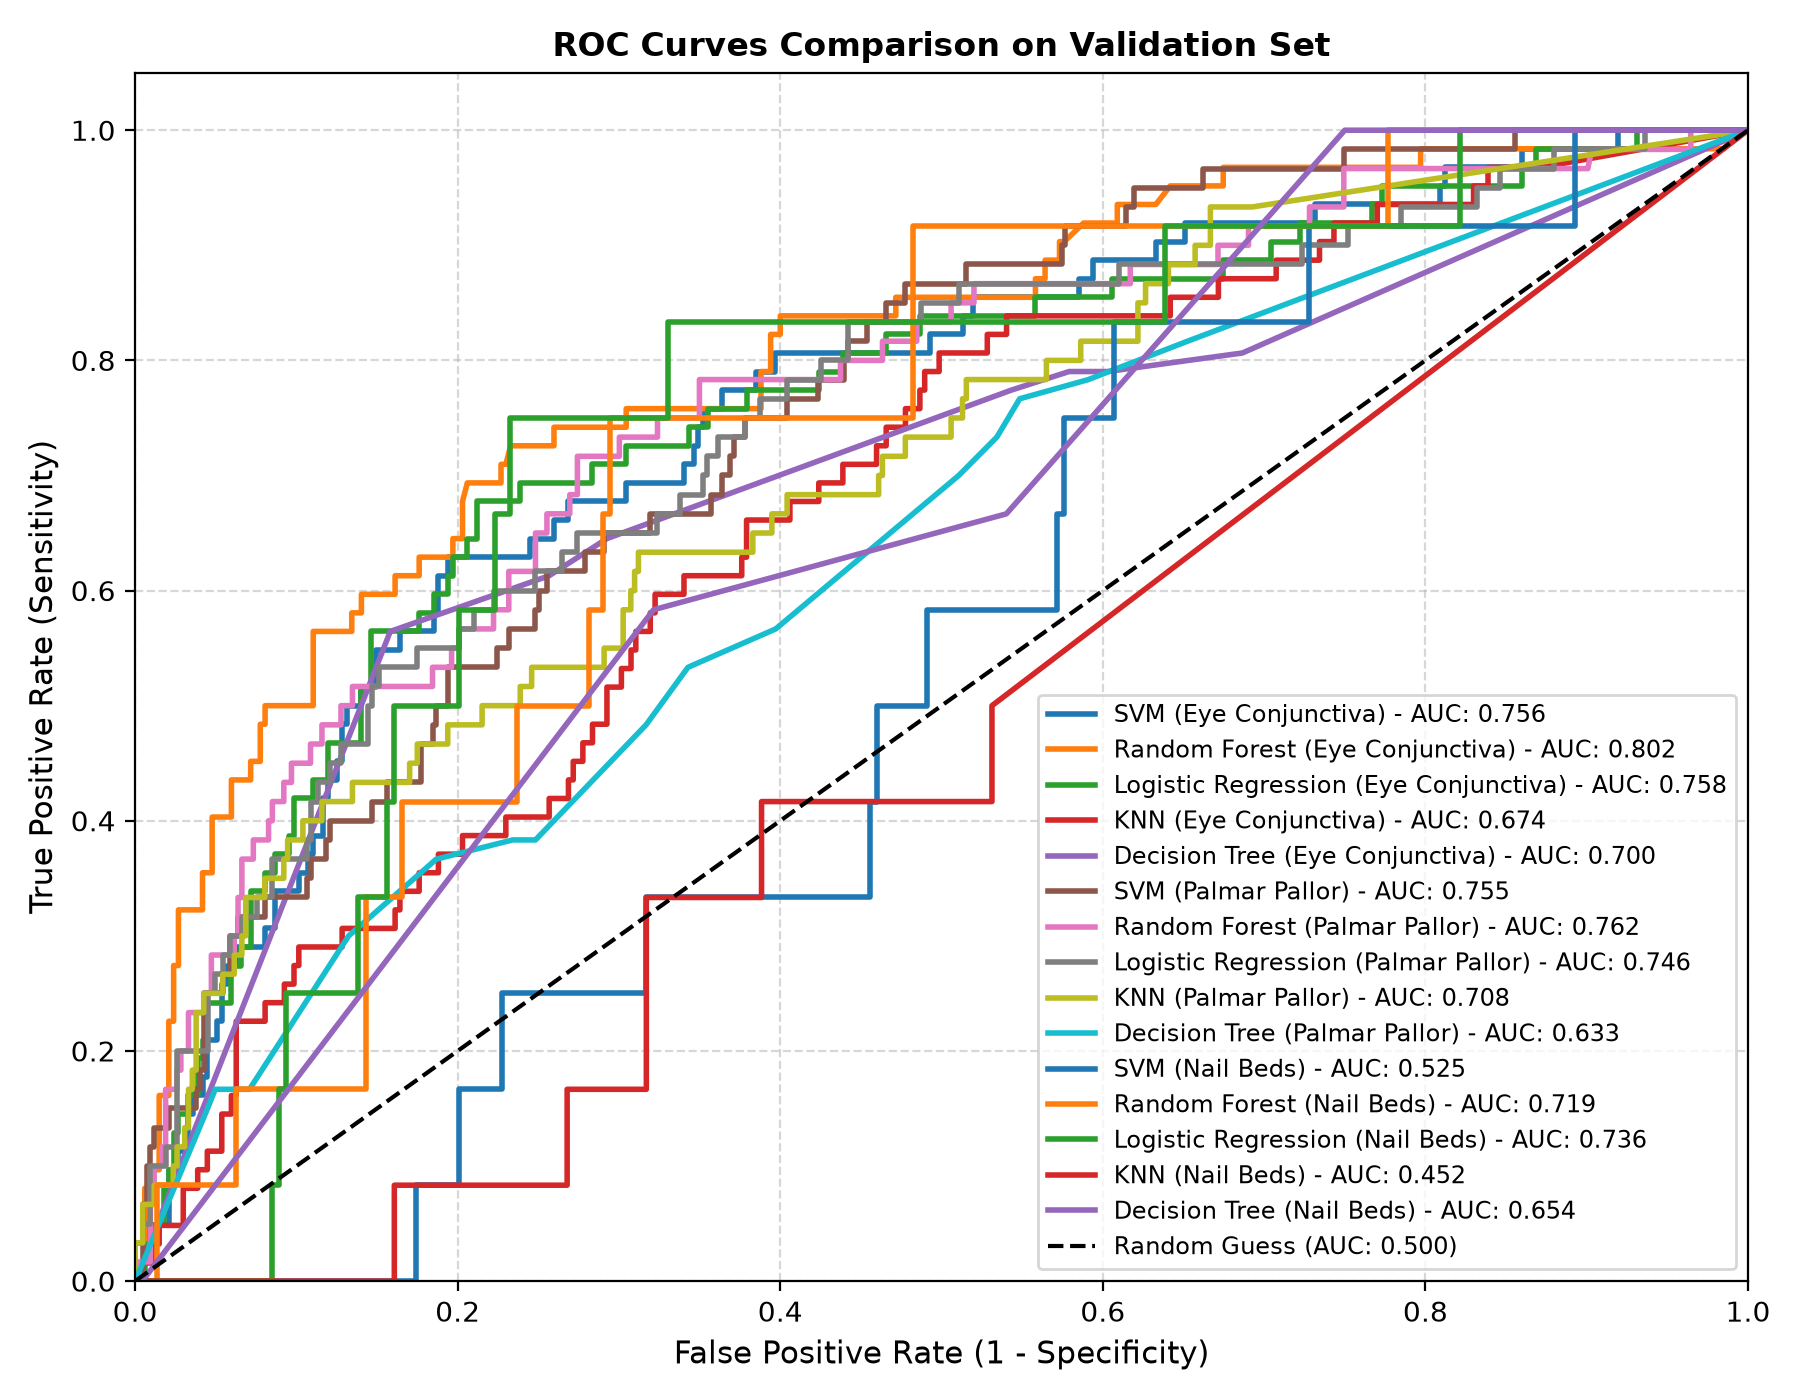 ROC Curves Comparison on Validation Set
True Positive Rate (Sensitivity)
1.0
0.8
0.6
0.4
0.2
0.0
SVM (Eye Conjunctiva) - AUC: 0.756
Random Forest (Eye Conjunctiva) - AUC: 0.802
Logistic Regression (Eye Conjunctiva) - AUC: 0.758
KNN (Eye Conjunctiva) - AUC: 0.674
Decision Tree (Eye Conjunctiva) - AUC: 0.700
SVM (Palmar Pallor) - AUC: 0.755
Random Forest (Palmar Pallor) - AUC: 0.762
Logistic Regression (Palmar Pallor) - AUC: 0.746
KNN (Palmar Pallor) - AUC: 0.708
Decision Tree (Palmar Pallor) - AUC: 0.633
SVM (Nail Beds) - AUC: 0.525
Random Forest (Nail Beds) - AUC: 0.719
Logistic Regression (Nail Beds) - AUC: 0.736
KNN (Nail Beds) - AUC: 0.452
Decision Tree (Nail Beds) - AUC: 0.654
Random Guess (AUC: 0.500)
0.0 0.2 0.4 0.6 0.8 1.0
False Positive Rate (1 - Specificity)